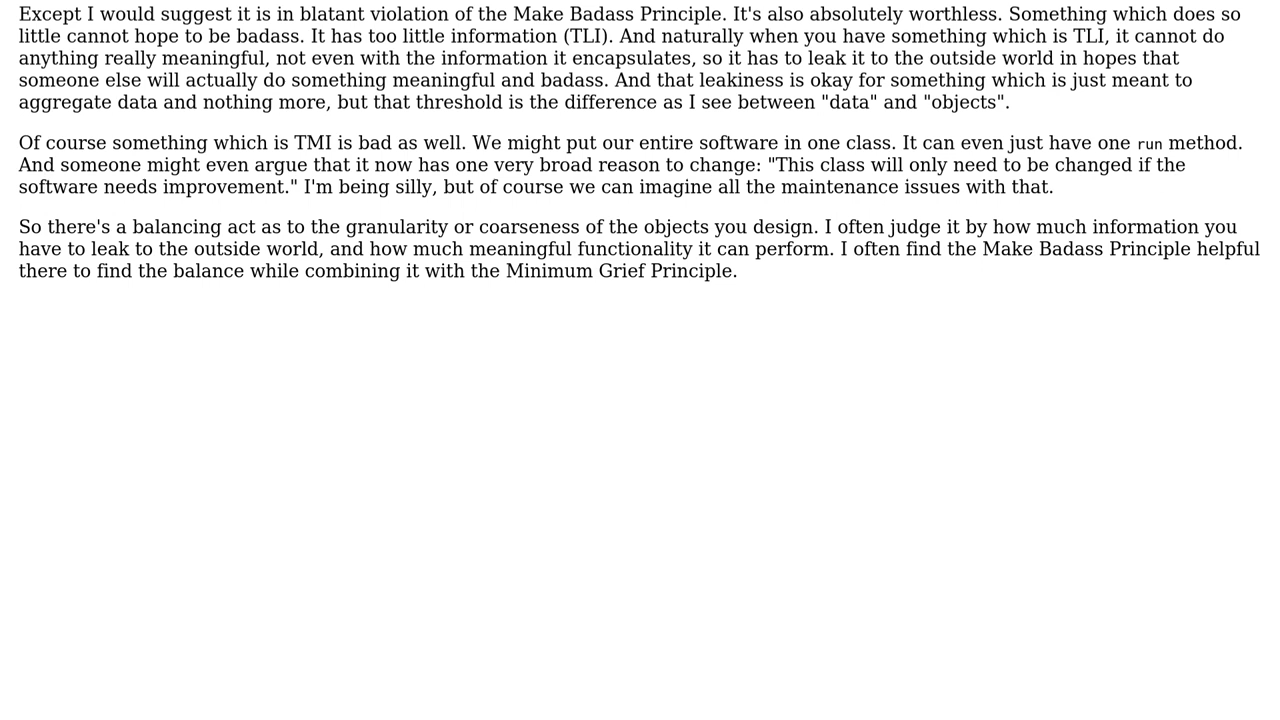 Except I would suggest it is in blatant violation of the Make Badass Principle. It's also absolutely worthless. Something which does so
little cannot hope to be badass. It has too little information (TLI). And naturally when you have something which is TLI, it cannot do
anything really meaningful, not even with the information it encapsulates, so it has to leak it to the outside world in hopes that
someone else will actually do something meaningful and badass. And that leakiness is okay for something which is just meant to
aggregate data and nothing more, but that threshold is the difference as I see between "data" and "objects".
Of course something which is TMI is bad as well. We might put our entire software in one class. It can even just have one run method.
And someone might even argue that it now has one very broad reason to change: "This class will only need to be changed if the
software needs improvement." I'm being silly, but of course we can imagine all the maintenance issues with that.
So there's a balancing act as to the granularity or coarseness of the objects you design. I often judge it by how much information you
have to leak to the outside world, and how much meaningful functionality it can perform. I often find the Make Badass Principle helpful
there to find the balance while combining it with the Minimum Grief Principle.